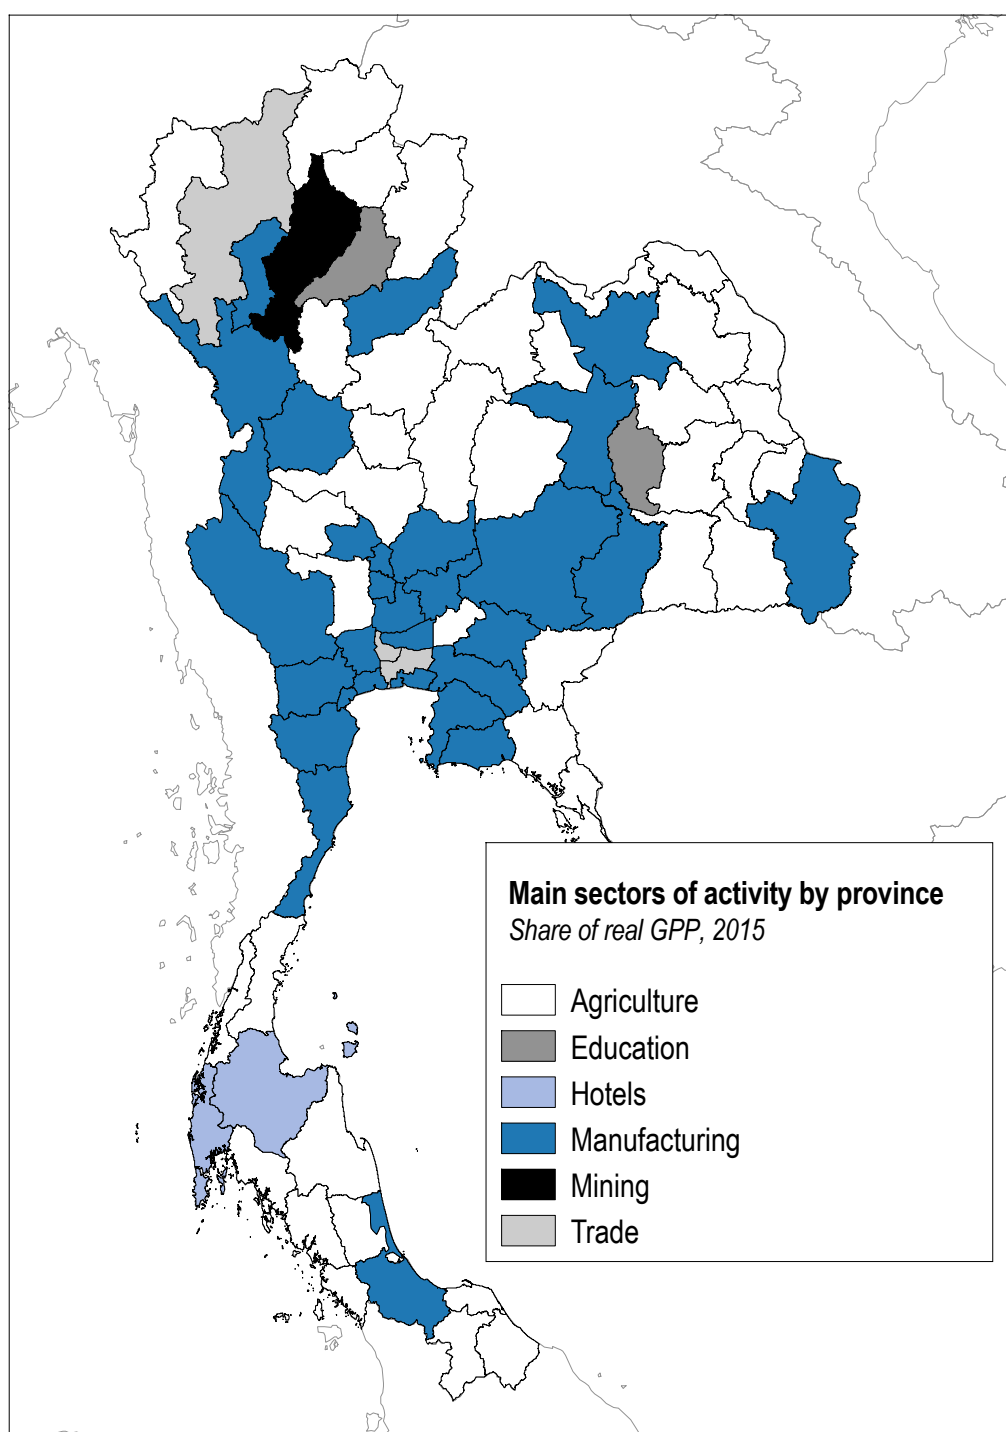 Main sectors of activity by province
Share of real GPP, 2015
Agriculture
Education
Hotels
Manufacturing
Mining
Trade